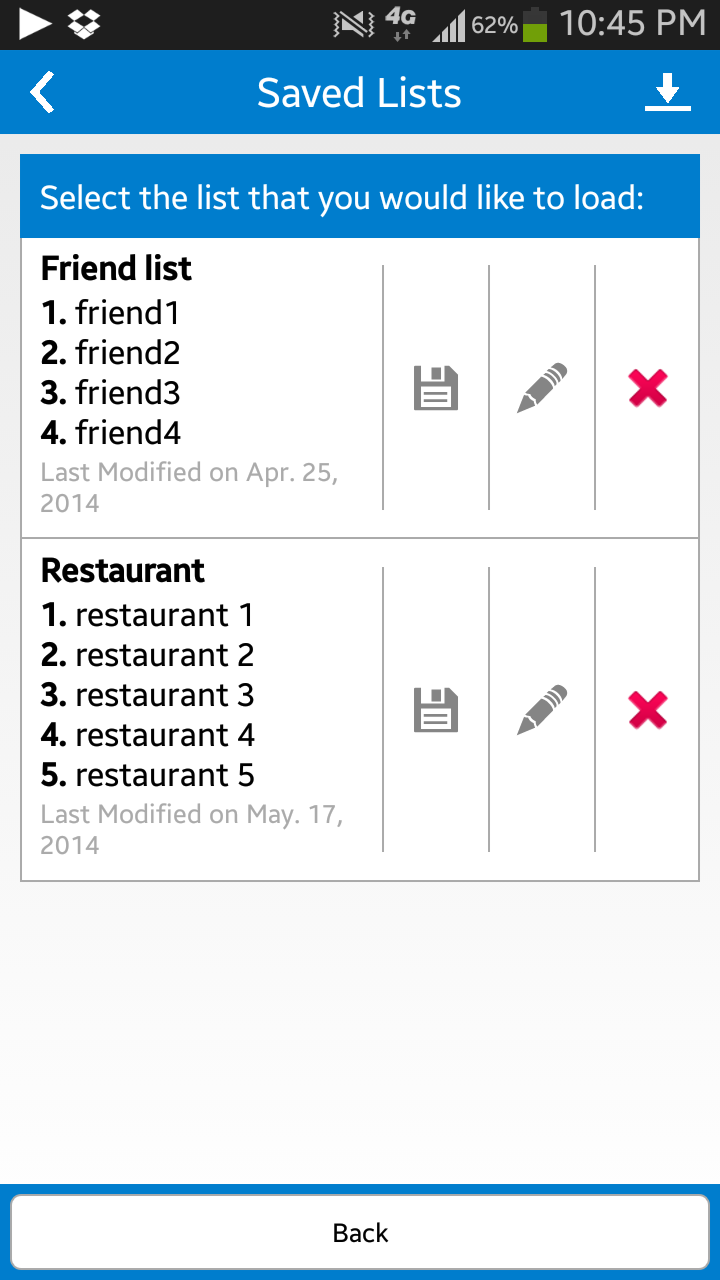 4G 62% 10:45 PM
Saved Lists
Select the list that you would like to load:
Friend list
1. friend1
2. friend2
3. friend3
4. friend4
Last Modified on Apr. 25,
2014
Restaurant
1. restaurant 1
2. restaurant 2
3. restaurant 3
4. restaurant 4
5. restaurant 5
Last Modified on May. 17,
2014
Back